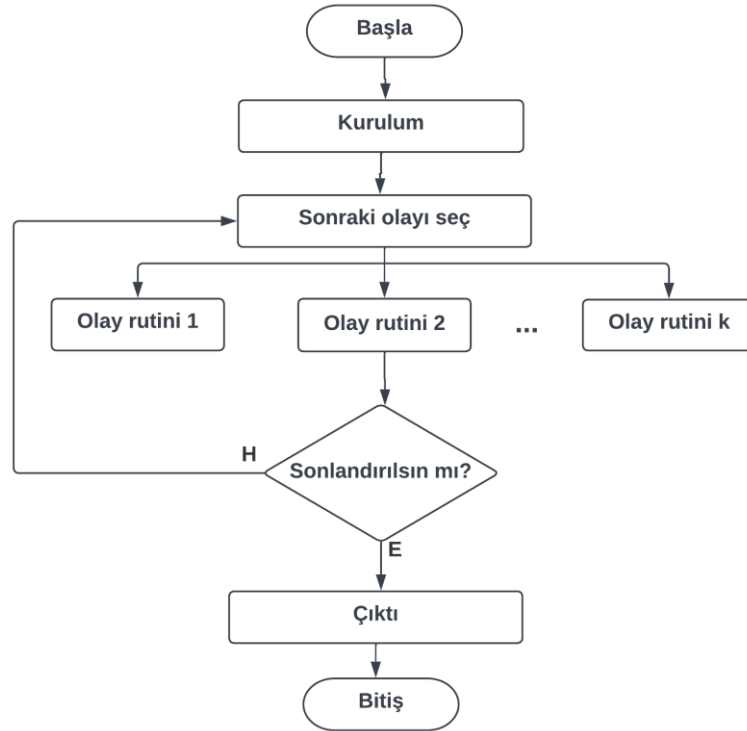 Başla
Kurulum
Sonraki olayı seç
Olay rutini 1
Olay rutini 2
...
Olay rutini k
Sonlandırılsın mı?
H
E
Çıktı
Bitiş